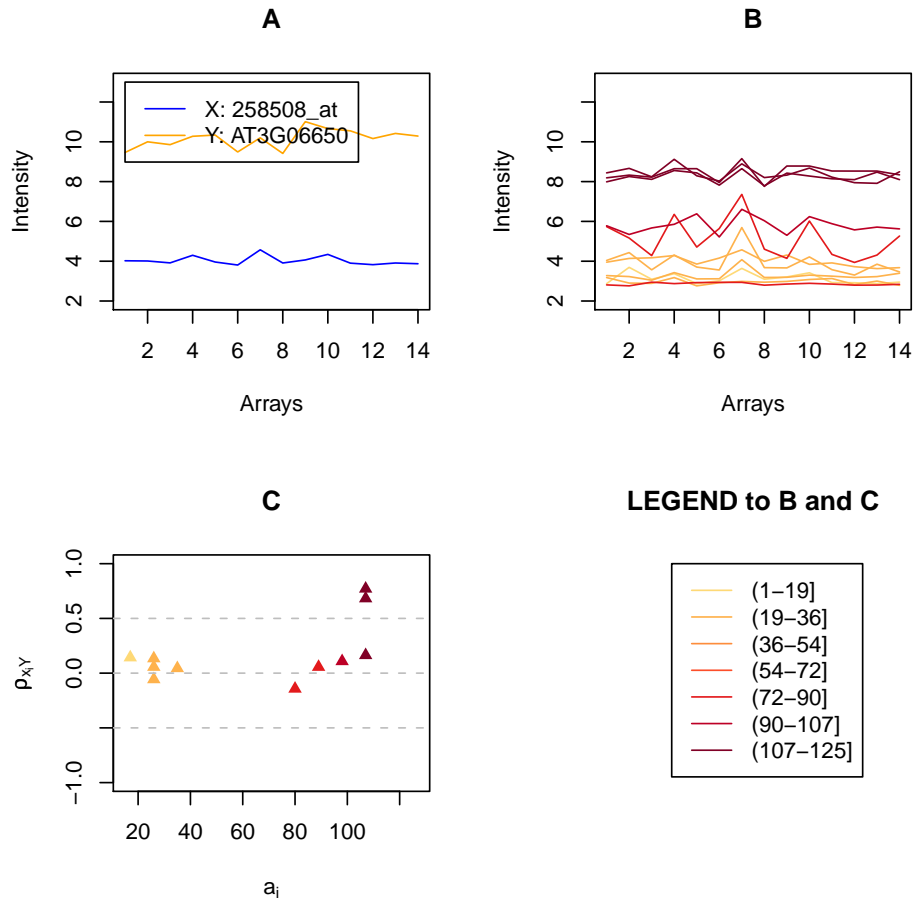 A
Intensity
2 4 6 8 10
X: 258508_at
Y: AT3G06650
2 4 6 8 10 12 14
Arrays
B
Intensity
2 4 6 8 10
2 4 6 8 10 12 14
Arrays
C
ρXiY
−1.0 0.0 0.5 1.0
20 40 60 80 100
ai
LEGEND to B and C
(1−19]
(19−36]
(36−54]
(54−72]
(72−90]
(90−107]
(107−125]